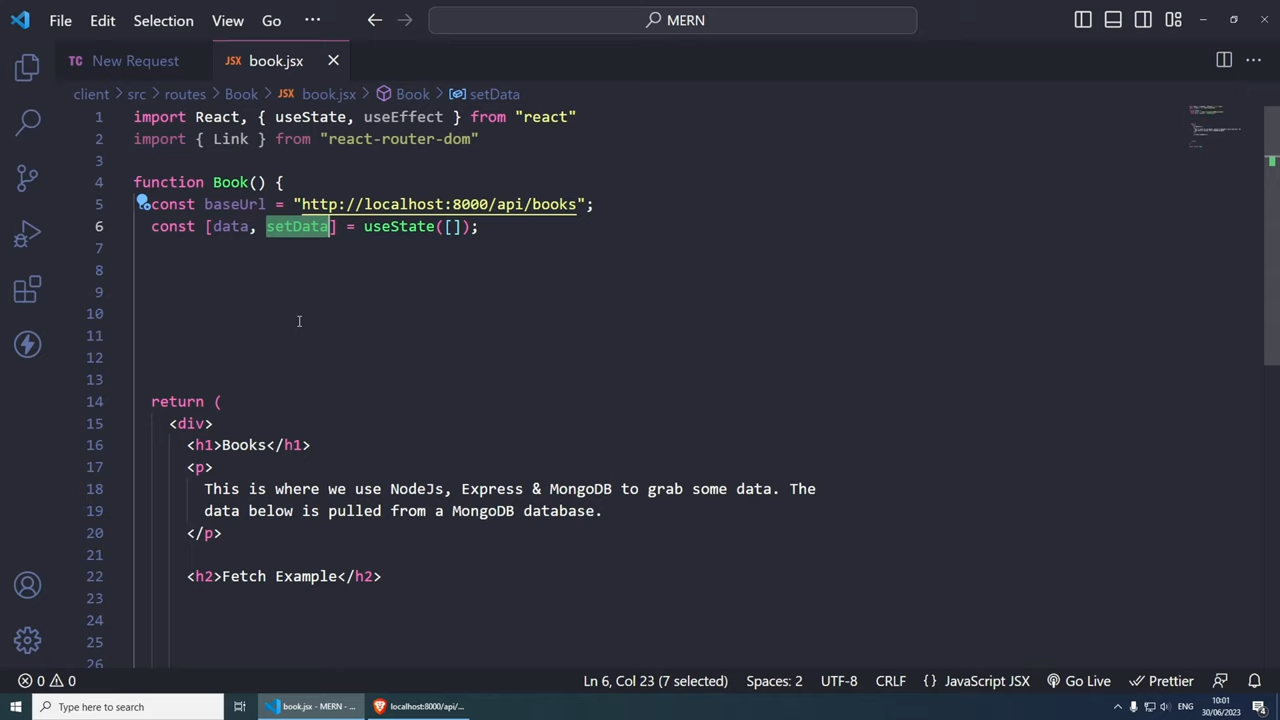 File Edit Selection View Go ··· MERN
TC New Request JSX book.jsx
client > src > routes > Book > JSX book.jsx > Book > setData
1 import React, { useState, useEffect } from "react"
2 import { Link } from "react-router-dom"
3
4 function Book() {
5 const baseUrl = "http://localhost:8000/api/books";
6 const [data, setData] = useState([]);
7
8
9
10
11
12
13
14 return (
15 <div>
16 <h1>Books</h1>
17 <p>
18 This is where we use NodeJs, Express & MongoDB to grab some data. The
19 data below is pulled from a MongoDB database.
20 </p>
21
22 <h2>Fetch Example</h2>
23
24
25
26
0 0 Ln 6, Col 23 (7 selected) Spaces: 2 UTF-8 CRLF {} JavaScript JSX Go Live Prettier
Type here to search book.jsx - MERN - ... localhost:8000/api/... ENG 10:01
30/06/2023 4